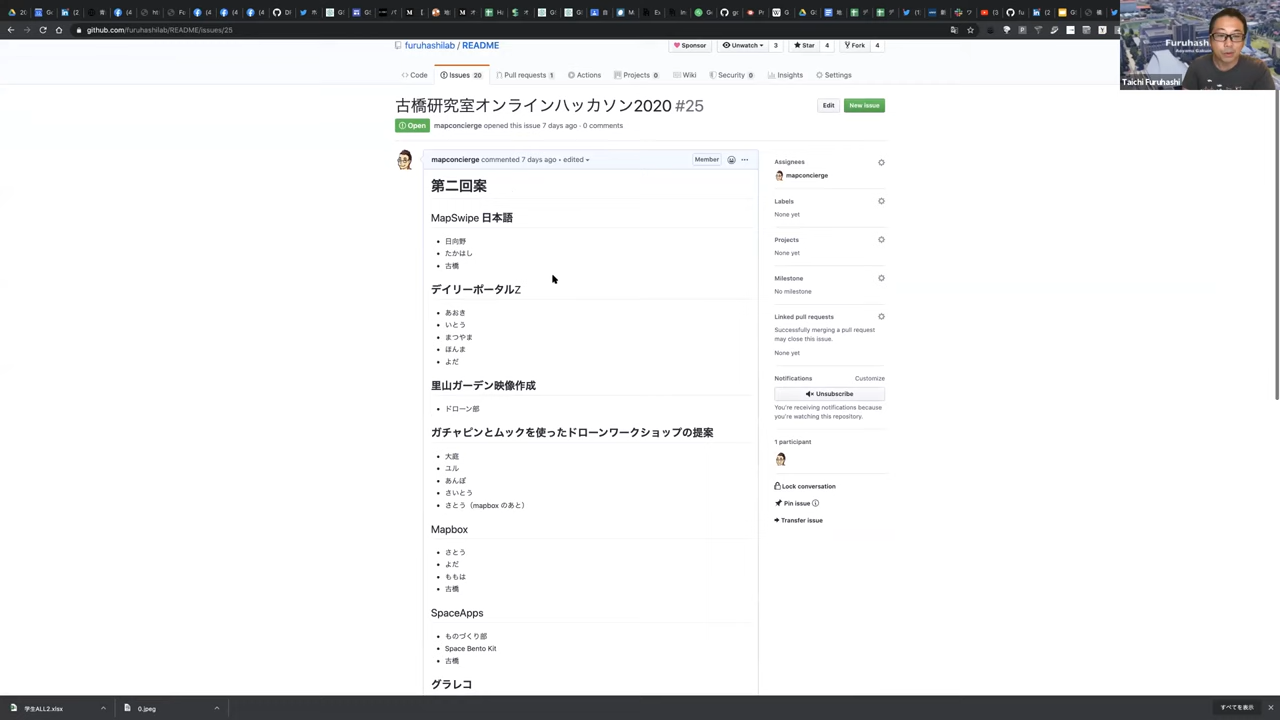 github.com/furuhashilab/README/issues/25
furuhashilab / README
Sponsor
Unwatch 3
Star 4
Fork 4
Code
Issues 20
Pull requests 1
Actions
Projects 0
Wiki
Security 0
Insights
Settings
古橋研究室オンラインハッカソン2020 #25
Edit
New issue
Open
mapconcierge opened this issue 7 days ago · 0 comments
mapconcierge commented 7 days ago • edited
Member
第二回案
MapSwipe 日本語
日向野
たかはし
古橋
デイリーポータルZ
あおき
いとう
まつやま
ほんま
よだ
里山ガーデン映像作成
ドローン部
ガチャピンとムックを使ったドローンワークショップの提案
大庭
ユル
あんぽ
さいとう
さとう（mapbox のあと）
Mapbox
さとう
よだ
ももは
古橋
SpaceApps
ものづくり部
Space Bento Kit
古橋
グラレコ
Assignees
mapconcierge
Labels
None yet
Projects
None yet
Milestone
No milestone
Linked pull requests
Successfully merging a pull request
may close this issue.
None yet
Notifications
Customize
Unsubscribe
You're receiving notifications because
you're watching this repository.
1 participant
Lock conversation
Pin issue
Transfer issue
Taichi Furuhashi
学生ALL2.xlsx
0.jpeg
すべてを表示